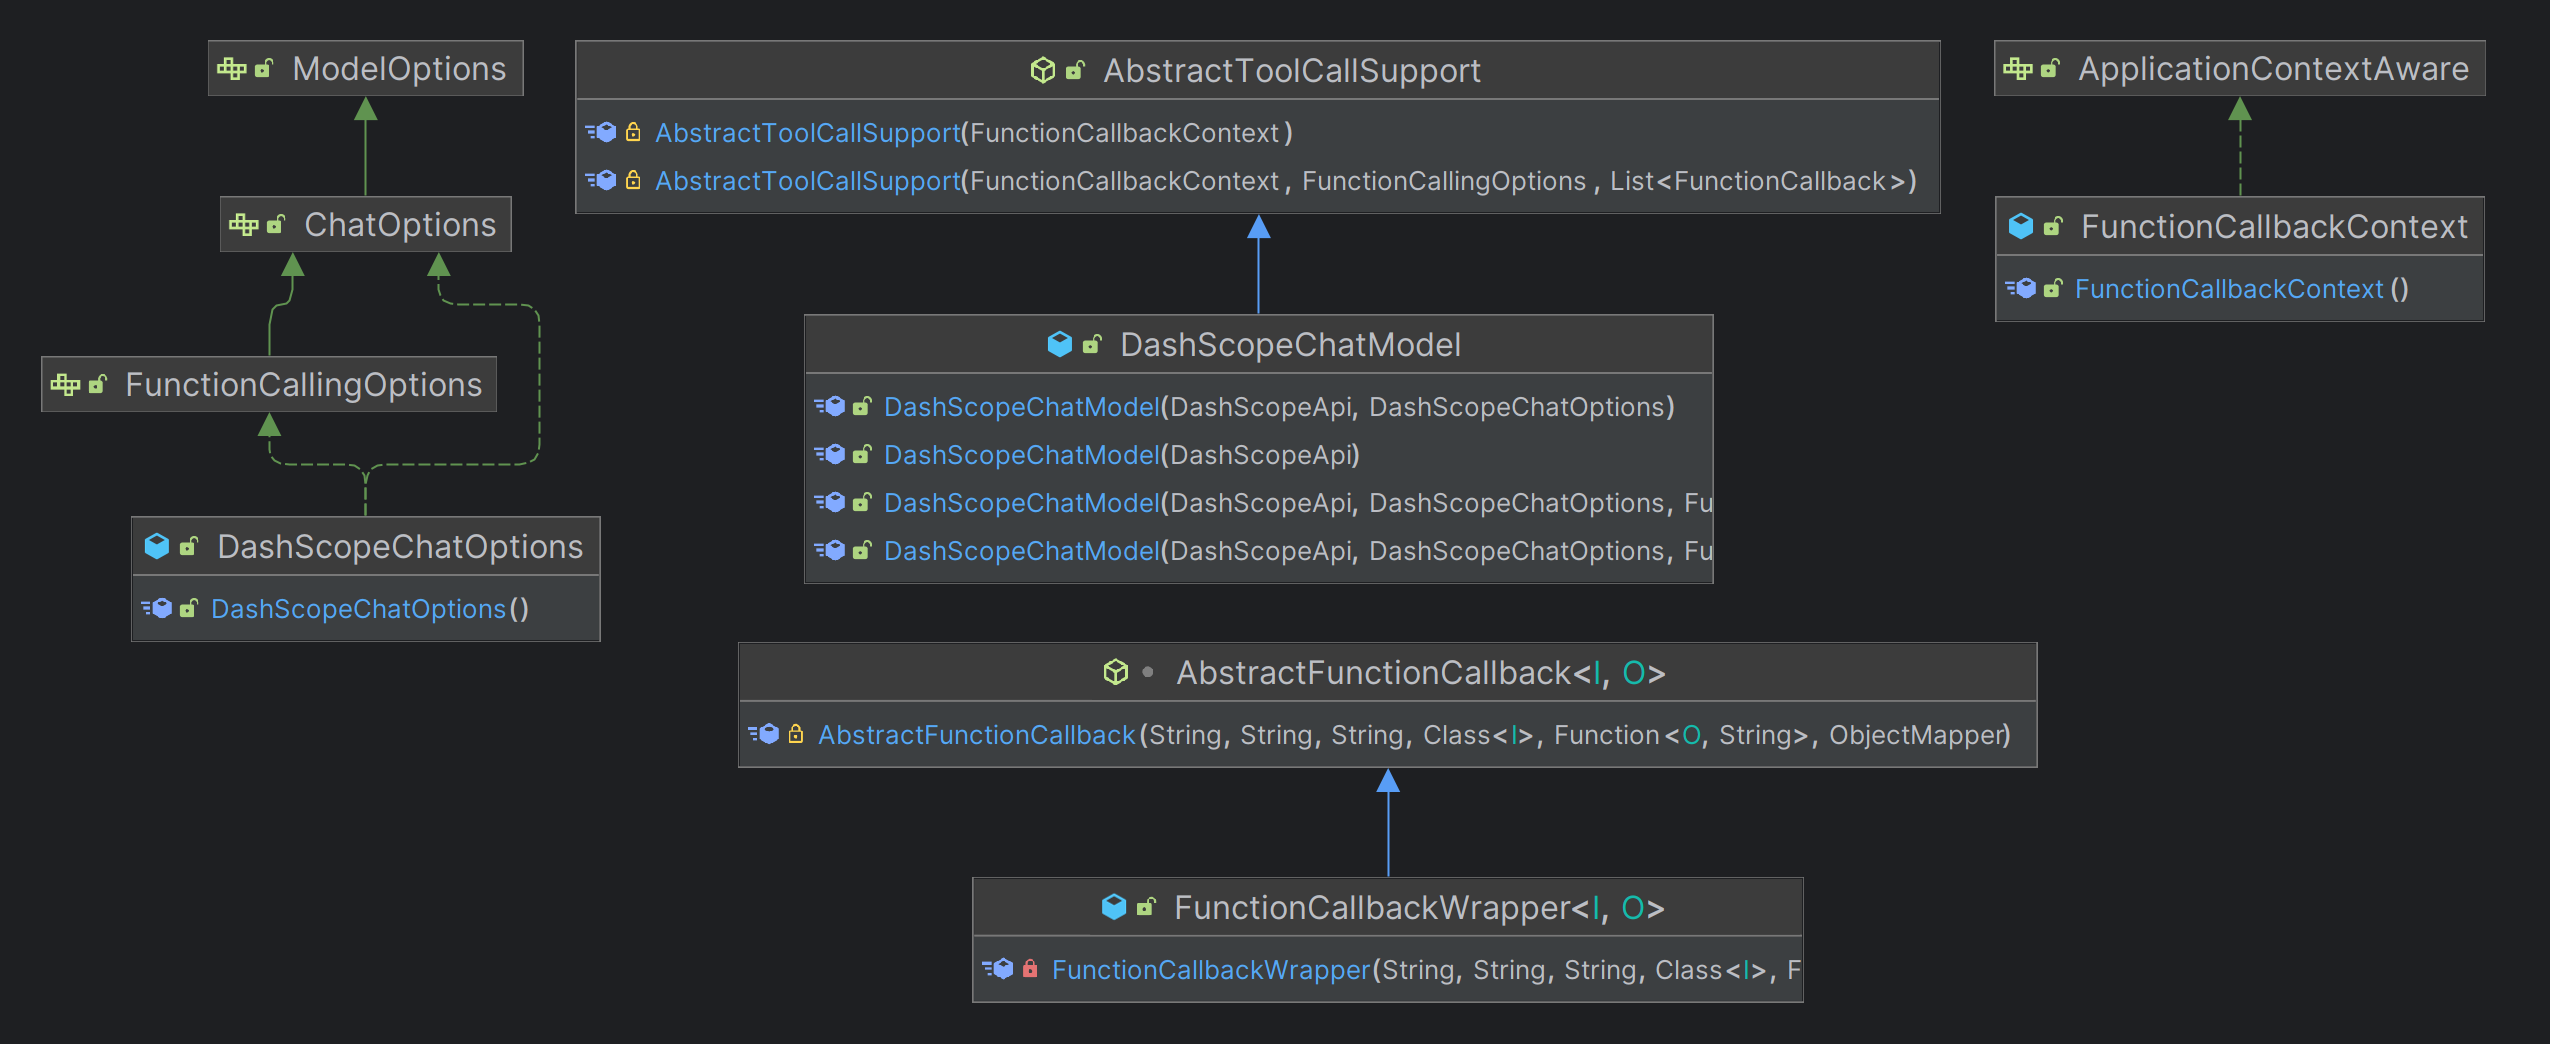 ModelOptions
ChatOptions
FunctionCallingOptions
DashScopeChatOptions
DashScopeChatOptions()
AbstractToolCallSupport
AbstractToolCallSupport(FunctionCallbackContext)
AbstractToolCallSupport(FunctionCallbackContext, FunctionCallingOptions, List<FunctionCallback>)
DashScopeChatModel
DashScopeChatModel(DashScopeApi, DashScopeChatOptions)
DashScopeChatModel(DashScopeApi)
DashScopeChatModel(DashScopeApi, DashScopeChatOptions, Fu
DashScopeChatModel(DashScopeApi, DashScopeChatOptions, Fu
ApplicationContextAware
FunctionCallbackContext
FunctionCallbackContext()
AbstractFunctionCallback<I, O>
AbstractFunctionCallback(String, String, String, Class<I>, Function<O, String>, ObjectMapper)
FunctionCallbackWrapper<I, O>
FunctionCallbackWrapper(String, String, String, Class<I>, F